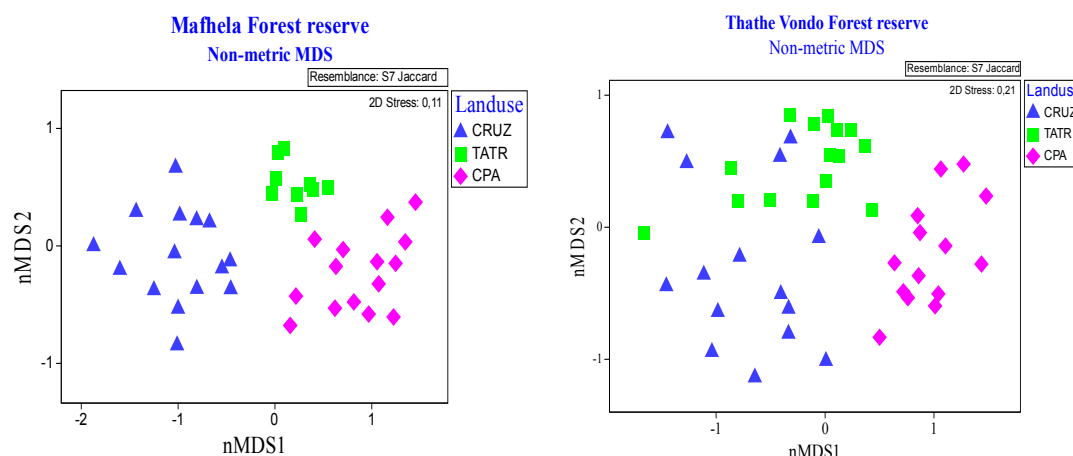 Mafhela Forest reserve
Non-metric MDS
Resemblance: S7 Jaccard
2D Stress: 0,11
Landuse
CRUZ
TATR
CPA
1
0
-1
nMDS2
-2
-1
0
1
nMDS1
Thathe Vondo Forest reserve
Non-metric MDS
Resemblance: S7 Jaccard
2D Stress: 0,21
Landuse
CRUZ
TATR
CPA
1
0
-1
nMDS2
-1
0
1
nMDS1